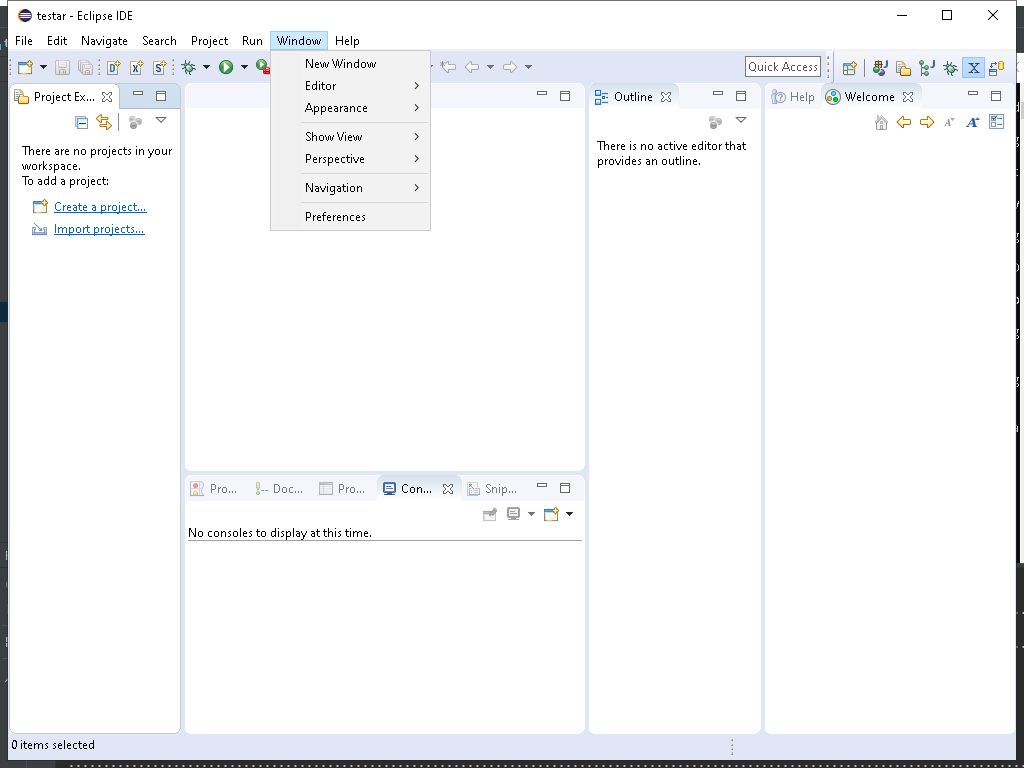 testar - Eclipse IDE
File Edit Navigate Search Project Run Window Help
Quick Access
New Window
Editor
Appearance
Show View
Perspective
Navigation
Preferences
Project Ex...
There are no projects in your
workspace.
To add a project:
Create a project...
Import projects...
Outline
There is no active editor that
provides an outline.
Help Welcome
Pro... Doc... Pro... Con... Snip...
No consoles to display at this time.
0 items selected